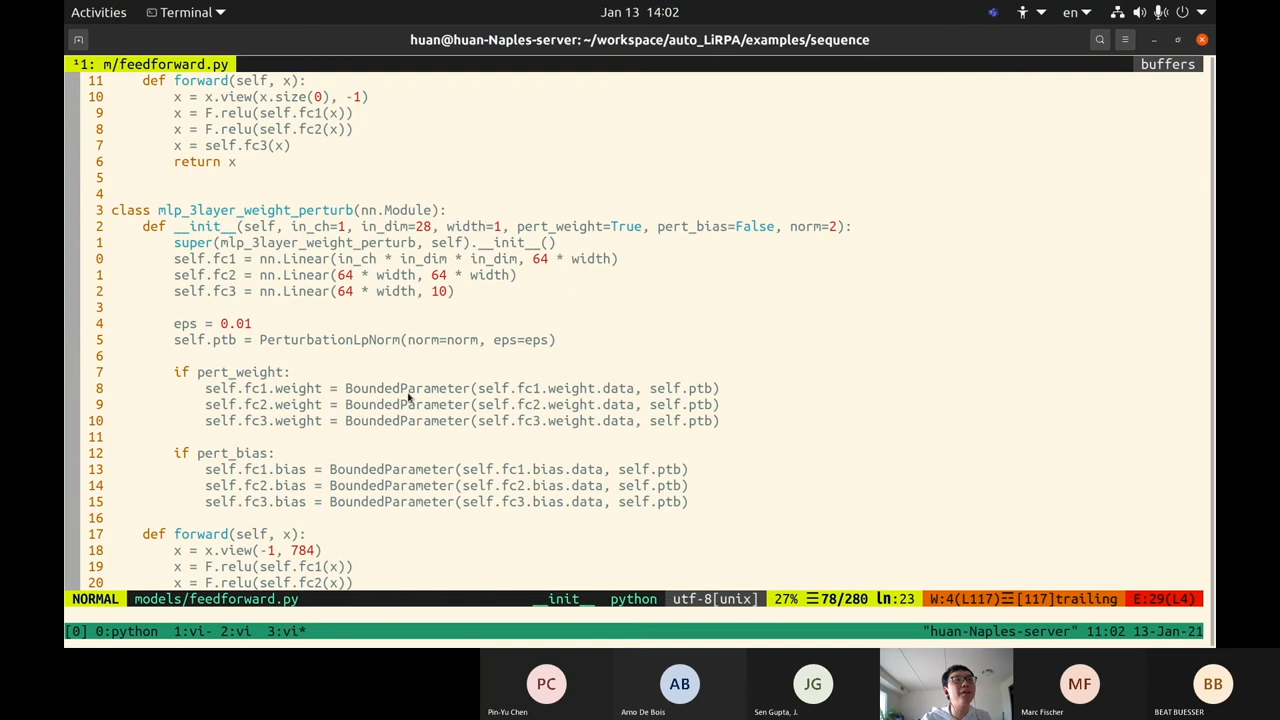 Activities Terminal Jan 13 14:02 en
huan@huan-Naples-server: ~/workspace/auto_LiRPA/examples/sequence
¹1: m/feedforward.py buffers
11 def forward(self, x):
10 x = x.view(x.size(0), -1)
9 x = F.relu(self.fc1(x))
8 x = F.relu(self.fc2(x))
7 x = self.fc3(x)
6 return x
5
4
3 class mlp_3layer_weight_perturb(nn.Module):
2 def __init__(self, in_ch=1, in_dim=28, width=1, pert_weight=True, pert_bias=False, norm=2):
1 super(mlp_3layer_weight_perturb, self).__init__()
0 self.fc1 = nn.Linear(in_ch * in_dim * in_dim, 64 * width)
1 self.fc2 = nn.Linear(64 * width, 64 * width)
2 self.fc3 = nn.Linear(64 * width, 10)
3
4 eps = 0.01
5 self.ptb = PerturbationLpNorm(norm=norm, eps=eps)
6
7 if pert_weight:
8 self.fc1.weight = BoundedParameter(self.fc1.weight.data, self.ptb)
9 self.fc2.weight = BoundedParameter(self.fc2.weight.data, self.ptb)
10 self.fc3.weight = BoundedParameter(self.fc3.weight.data, self.ptb)
11
12 if pert_bias:
13 self.fc1.bias = BoundedParameter(self.fc1.bias.data, self.ptb)
14 self.fc2.bias = BoundedParameter(self.fc2.bias.data, self.ptb)
15 self.fc3.bias = BoundedParameter(self.fc3.bias.data, self.ptb)
16
17 def forward(self, x):
18 x = x.view(-1, 784)
19 x = F.relu(self.fc1(x))
20 x = F.relu(self.fc2(x))
NORMAL models/feedforward.py __init__ python utf-8[unix] 27% ☰78/280 ln:23 W:4(L117)☲[117]trailing E:29(L4)
[0] 0:python 1:vi- 2:vi 3:vi* "huan-Naples-server" 11:02 13-Jan-21
PC AB JG MF BB
Pin-Yu Chen Arno De Bois Sen Gupta, J. Marc Fischer BEAT BUESSER